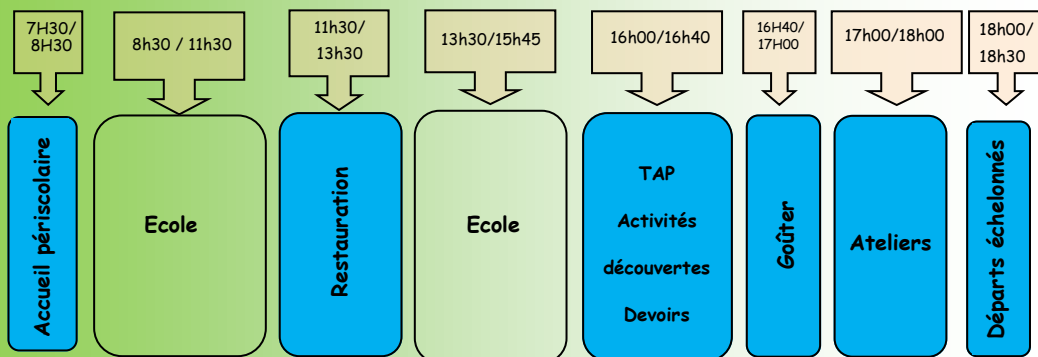 7H30/
8H30
8h30 / 11h30
11h30/
13h30
13h30/15h45
16h00/16h40
16H40/
17H00
17h00/18h00
18h00/
18h30
Accueil périscolaire
Ecole
Restauration
Ecole
TAP
Activités
découvertes
Devoirs
Goûter
Ateliers
Départs échelonnés